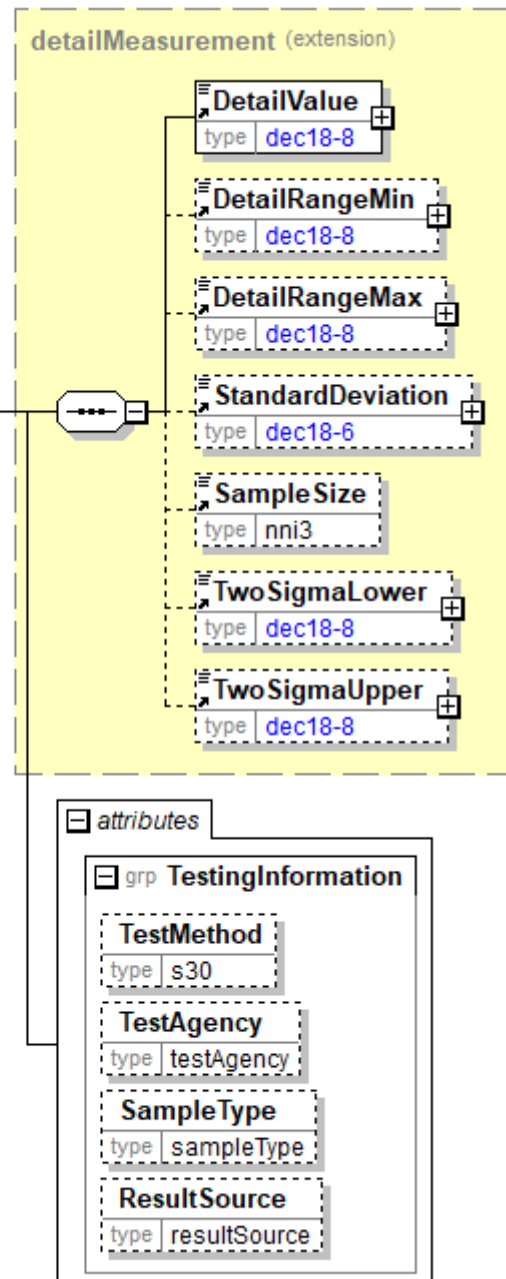 detailMeasurement (extension)
DetailValue
type dec18-8
DetailRangeMin
type dec18-8
DetailRangeMax
type dec18-8
StandardDeviation
type dec18-6
SampleSize
type nni3
TwoSigmaLower
type dec18-8
TwoSigmaUpper
type dec18-8
attributes
grp TestingInformation
TestMethod
type s30
TestAgency
type testAgency
SampleType
type sampleType
ResultSource
type resultSource